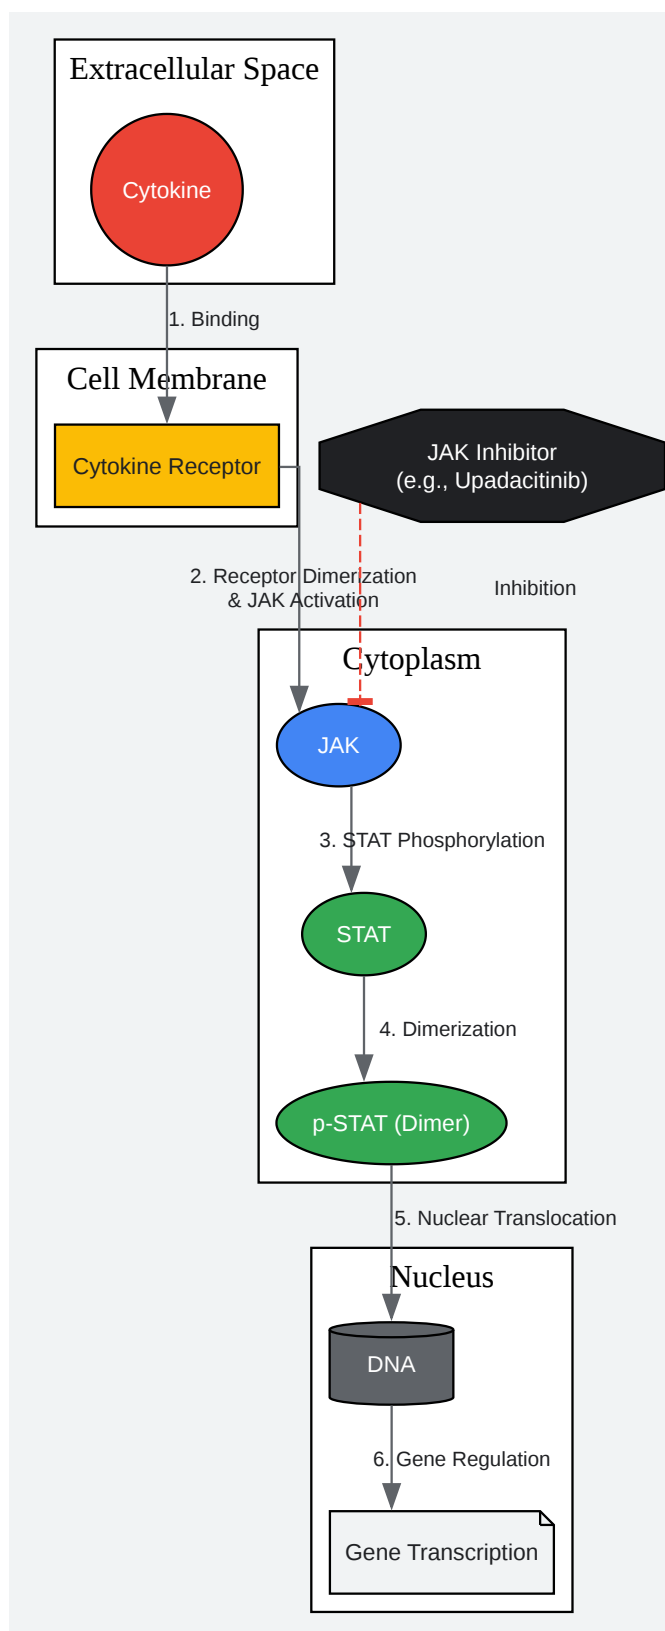 Extracellular Space
Cytokine
1. Binding
Cell Membrane
Cytokine Receptor
JAK Inhibitor
(e.g., Upadacitinib)
2. Receptor Dimerization
& JAK Activation
Inhibition
Cytoplasm
JAK
3. STAT Phosphorylation
STAT
4. Dimerization
p-STAT (Dimer)
5. Nuclear Translocation
Nucleus
DNA
6. Gene Regulation
Gene Transcription